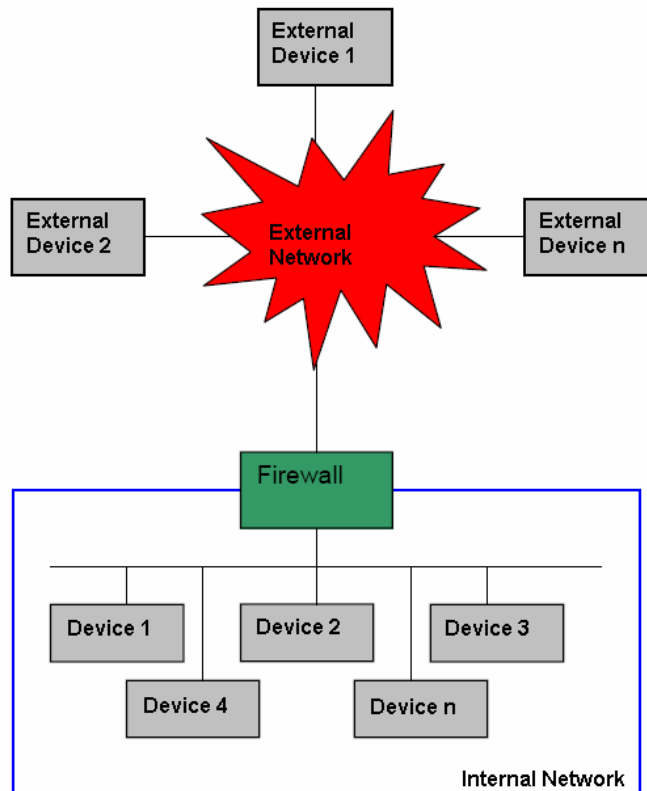 External
Device 1
External
Device 2
External
Network
External
Device n
Firewall
Device 1
Device 2
Device 3
Device 4
Device n
Internal Network